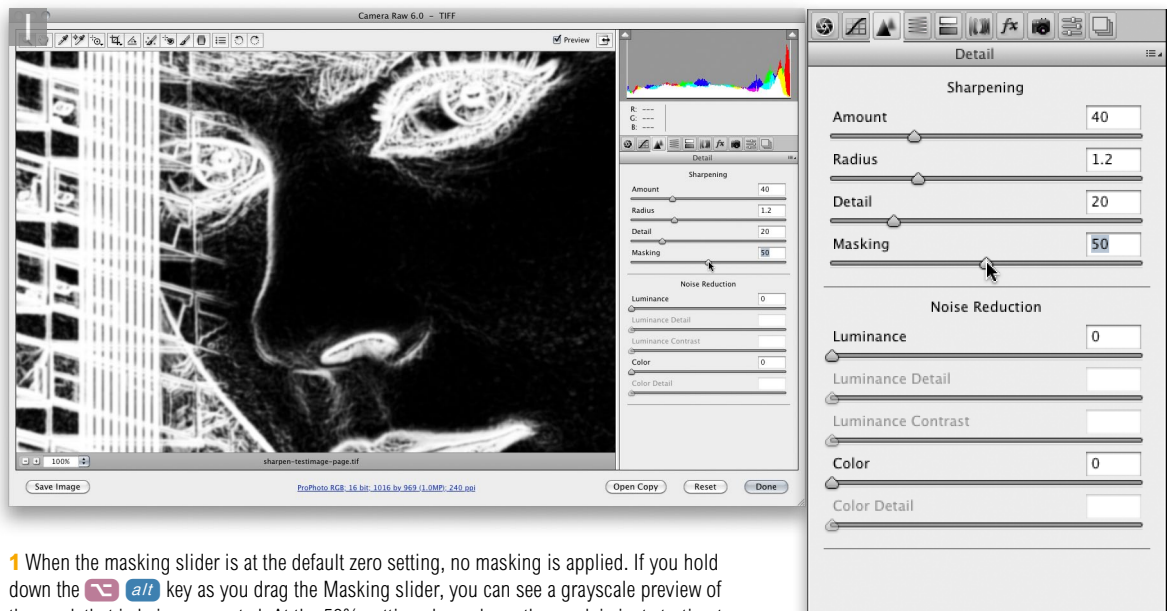 Camera Raw 6.0 – TIFF
Preview
R: ---
G: ---
B: ---
Detail
Sharpening
Amount 40
Radius 1.2
Detail 20
Masking 50
Noise Reduction
Luminance 0
Luminance Detail
Luminance Contrast
Color 0
Color Detail
100%
sharpen-testimage-page.tif
Save Image
ProPhoto RGB; 16 bit; 1016 by 969 (1.0MP); 240 ppi
Open Copy
Reset
Done
fx
Detail
Sharpening
Amount 40
Radius 1.2
Detail 20
Masking 50
Noise Reduction
Luminance 0
Luminance Detail
Luminance Contrast
Color 0
Color Detail
1 When the masking slider is at the default zero setting, no masking is applied. If you hold
down the ⌥ alt key as you drag the Masking slider, you can see a grayscale preview of